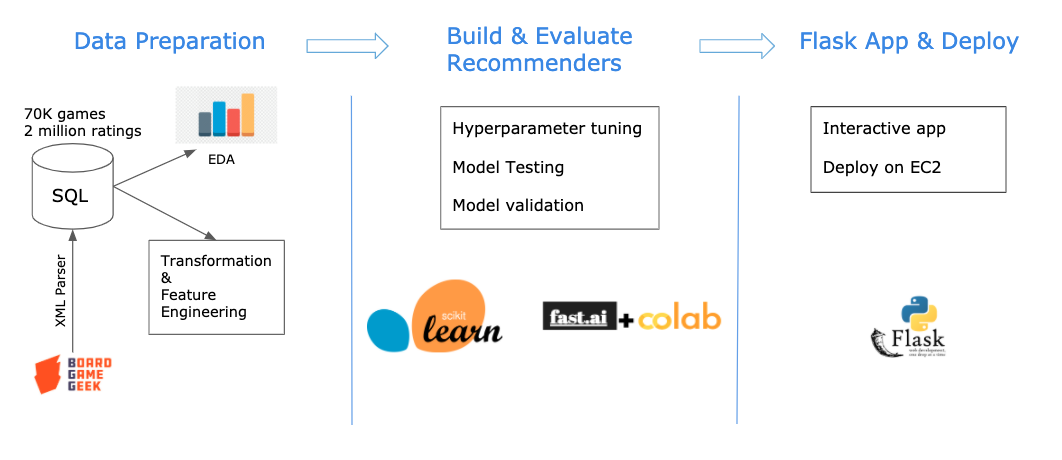 Data Preparation
Build & Evaluate
Recommenders
Flask App & Deploy
70K games
2 million ratings
EDA
SQL
XML Parser
Transformation
&
Feature
Engineering
BOARD
GAME
GEEK
Hyperparameter tuning
Model Testing
Model validation
scikit
learn
fast.ai+colab
Interactive app
Deploy on EC2
Flask
web development,
one drop at a time